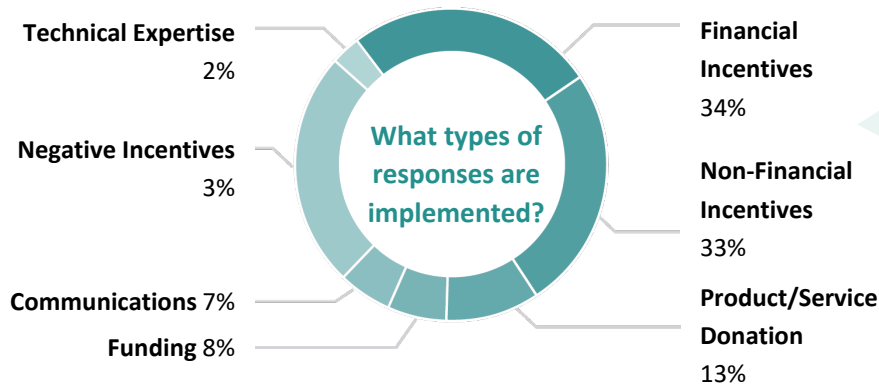 Technical Expertise
2%
Negative Incentives
3%
Communications 7%
Funding 8%
What types of
responses are
implemented?
Financial
Incentives
34%
Non-Financial
Incentives
33%
Product/Service
Donation
13%